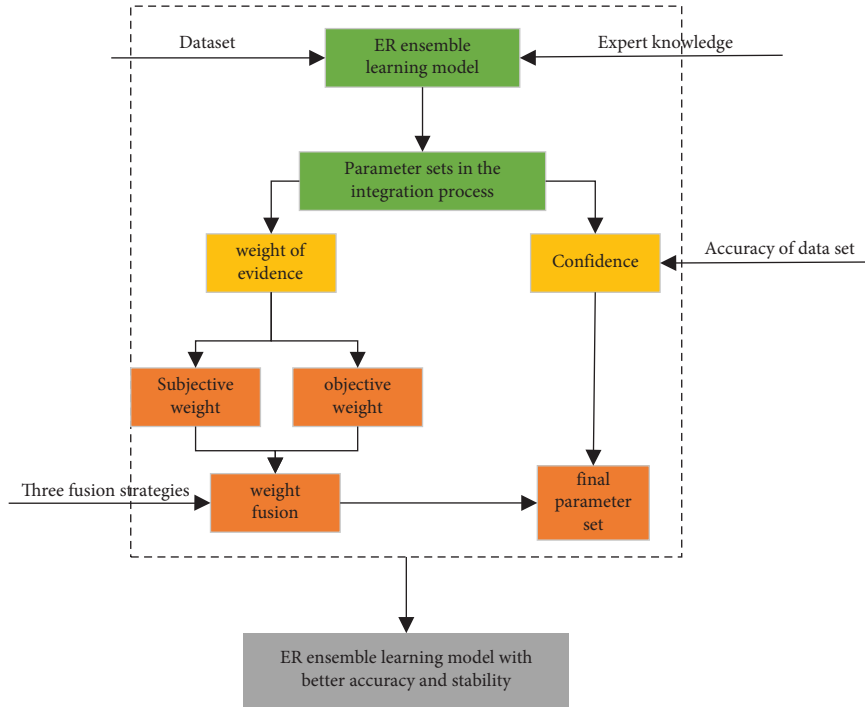 Dataset
ER ensemble
learning model
Expert knowledge
Parameter sets in the
integration process
weight of
evidence
Confidence
Accuracy of data set
Subjective
weight
objective
weight
Three fusion strategies
weight
fusion
final
parameter
set
ER ensemble learning model with
better accuracy and stability